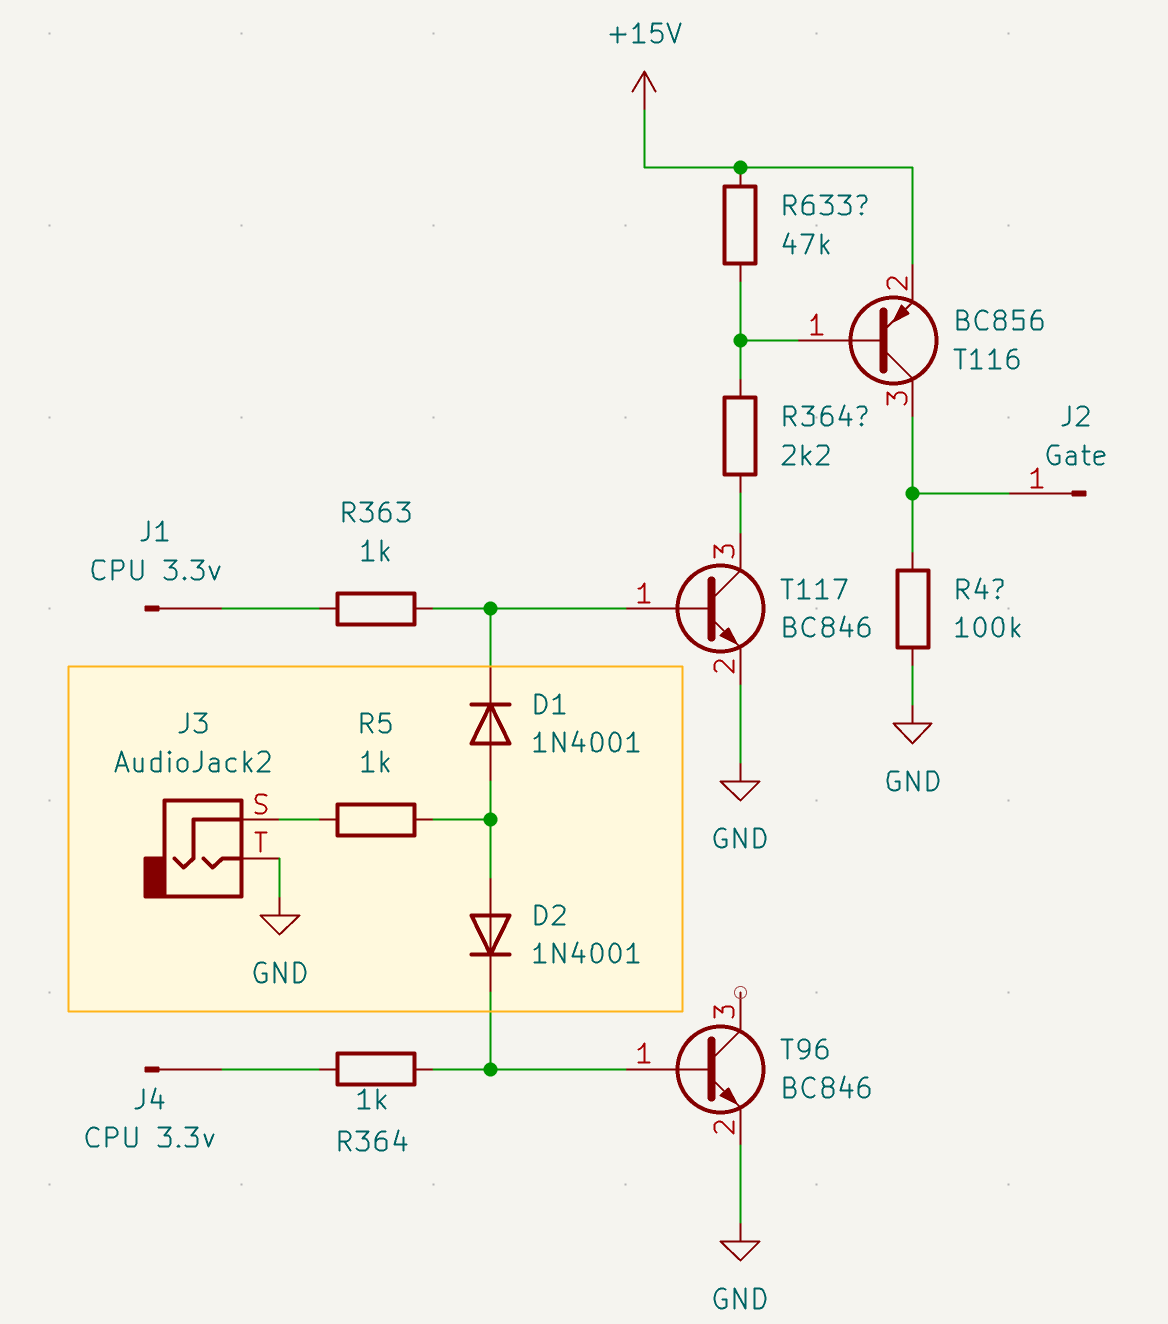 +15V
R633?
47k
2
1
BC856
T116
3
R364?
2k2
J2
Gate
1
R363
1k
J1
CPU 3.3v
3
1
T117
BC846
2
R4?
100k
GND
GND
J3
AudioJack2
R5
1k
D1
1N4001
S
T
GND
D2
1N4001
3
1
T96
BC846
2
J4
CPU 3.3v
1k
R364
GND